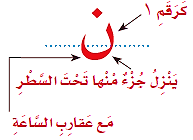 كَرَقْمِ ١
ن
يَنْزِلُ جُزْءٌ مِنْها تَحْتَ السَّطْرِ
مَع عَقارِبِ السَّاعَةِ